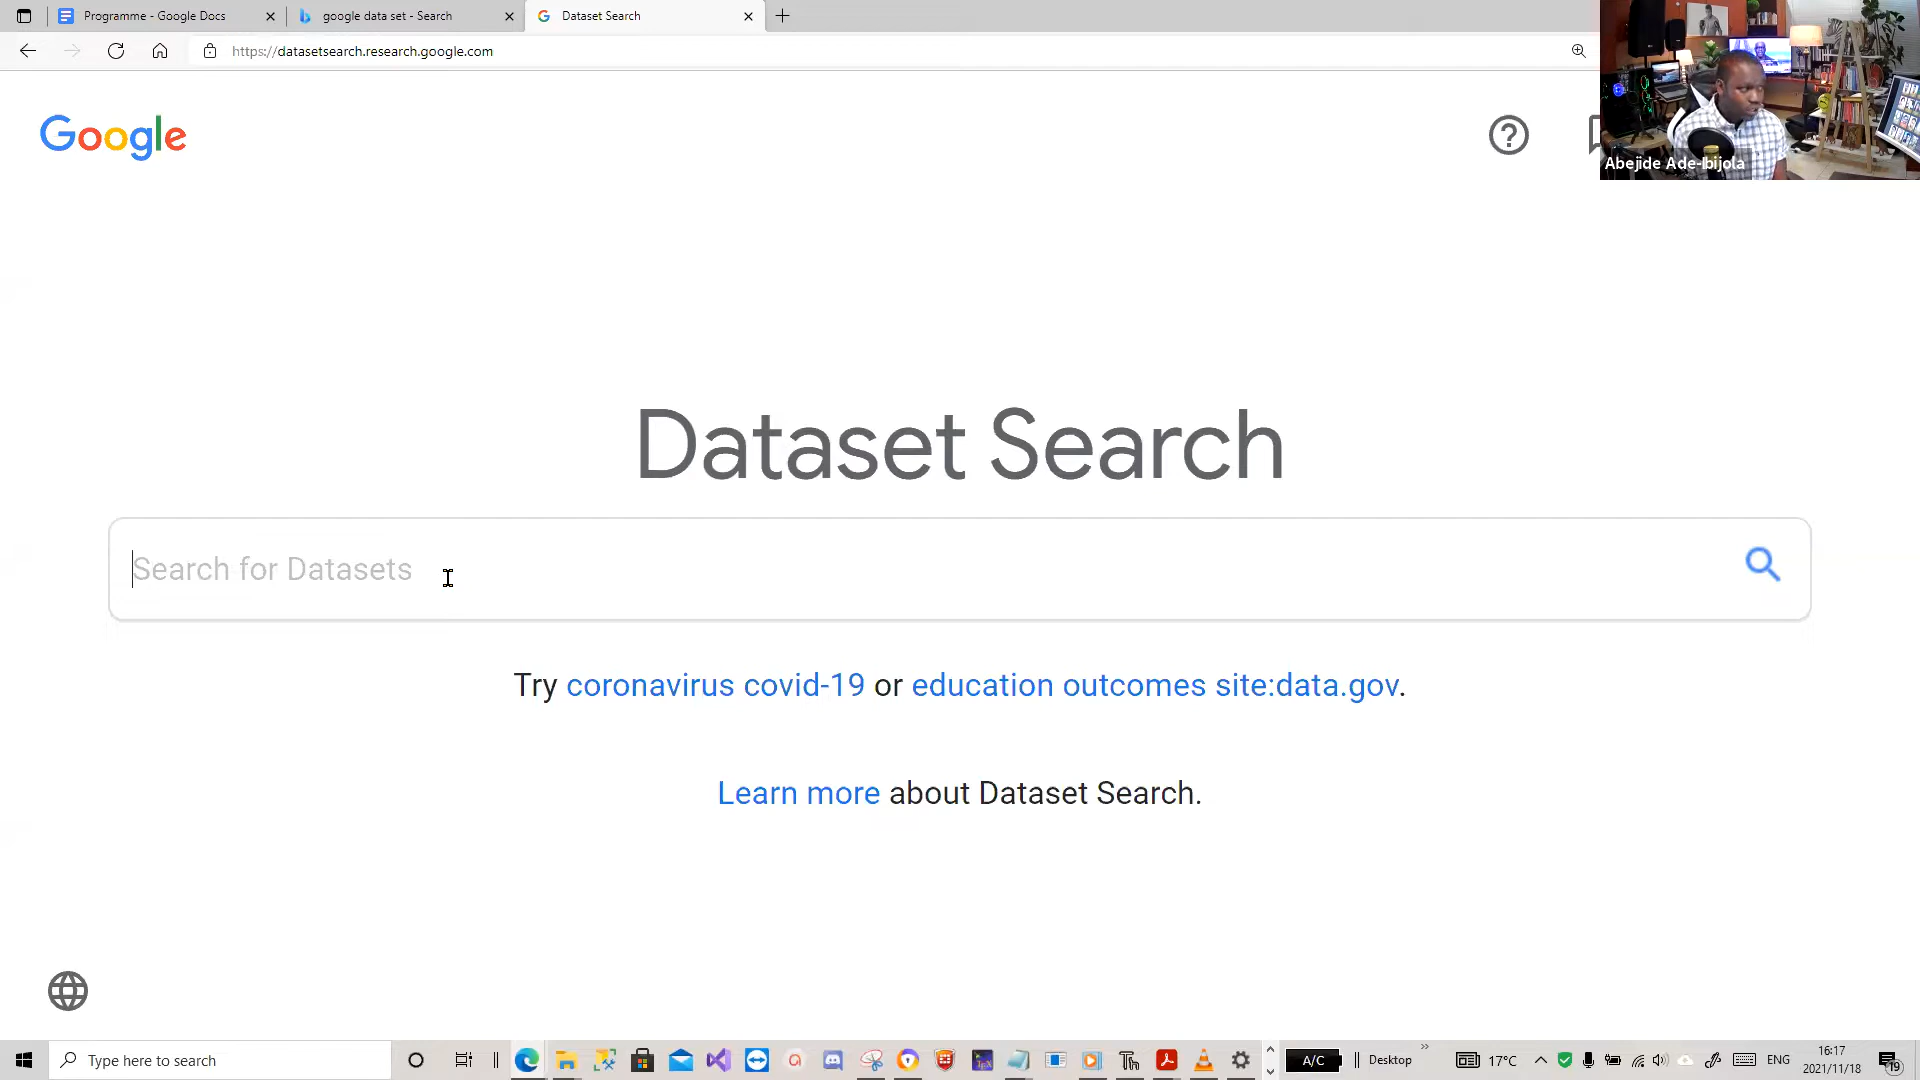 Programme - Google Docs
google data set - Search
Dataset Search
https://datasetsearch.research.google.com
Google
Abejide Ade-Ibijola
Dataset Search
Search for Datasets
Try coronavirus covid-19 or education outcomes site:data.gov.
Learn more about Dataset Search.
Type here to search
A/C
Desktop
17°C
ENG
16:17
2021/11/18
19